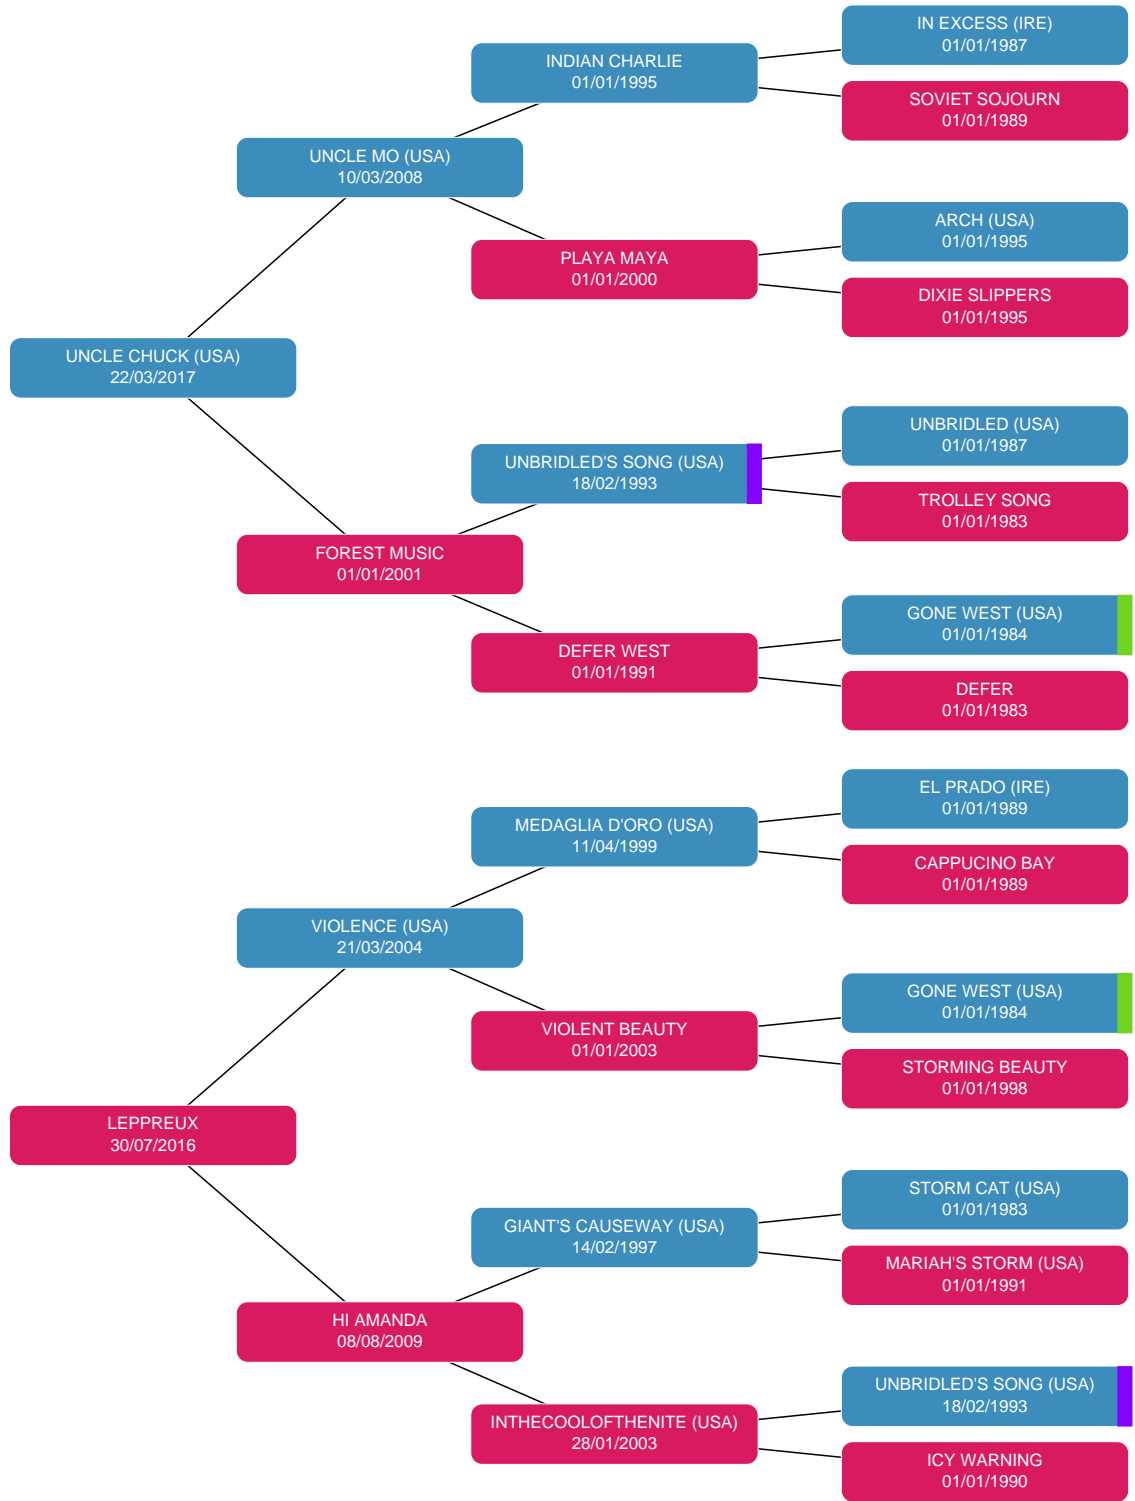 IN EXCESS (IRE)
01/01/1987
INDIAN CHARLIE
01/01/1995
SOVIET SOJOURN
01/01/1989
UNCLE MO (USA)
10/03/2008
ARCH (USA)
01/01/1995
PLAYA MAYA
01/01/2000
DIXIE SLIPPERS
01/01/1995
UNCLE CHUCK (USA)
22/03/2017
UNBRIDLED (USA)
01/01/1987
UNBRIDLED'S SONG (USA)
18/02/1993
TROLLEY SONG
01/01/1983
FOREST MUSIC
01/01/2001
GONE WEST (USA)
01/01/1984
DEFER WEST
01/01/1991
DEFER
01/01/1983
EL PRADO (IRE)
01/01/1989
MEDAGLIA D'ORO (USA)
11/04/1999
CAPPUCINO BAY
01/01/1989
VIOLENCE (USA)
21/03/2004
GONE WEST (USA)
01/01/1984
VIOLENT BEAUTY
01/01/2003
STORMING BEAUTY
01/01/1998
LEPPREUX
30/07/2016
STORM CAT (USA)
01/01/1983
GIANT'S CAUSEWAY (USA)
14/02/1997
MARIAH'S STORM (USA)
01/01/1991
HI AMANDA
08/08/2009
UNBRIDLED'S SONG (USA)
18/02/1993
INTHECOOLOFTHENITE (USA)
28/01/2003
ICY WARNING
01/01/1990